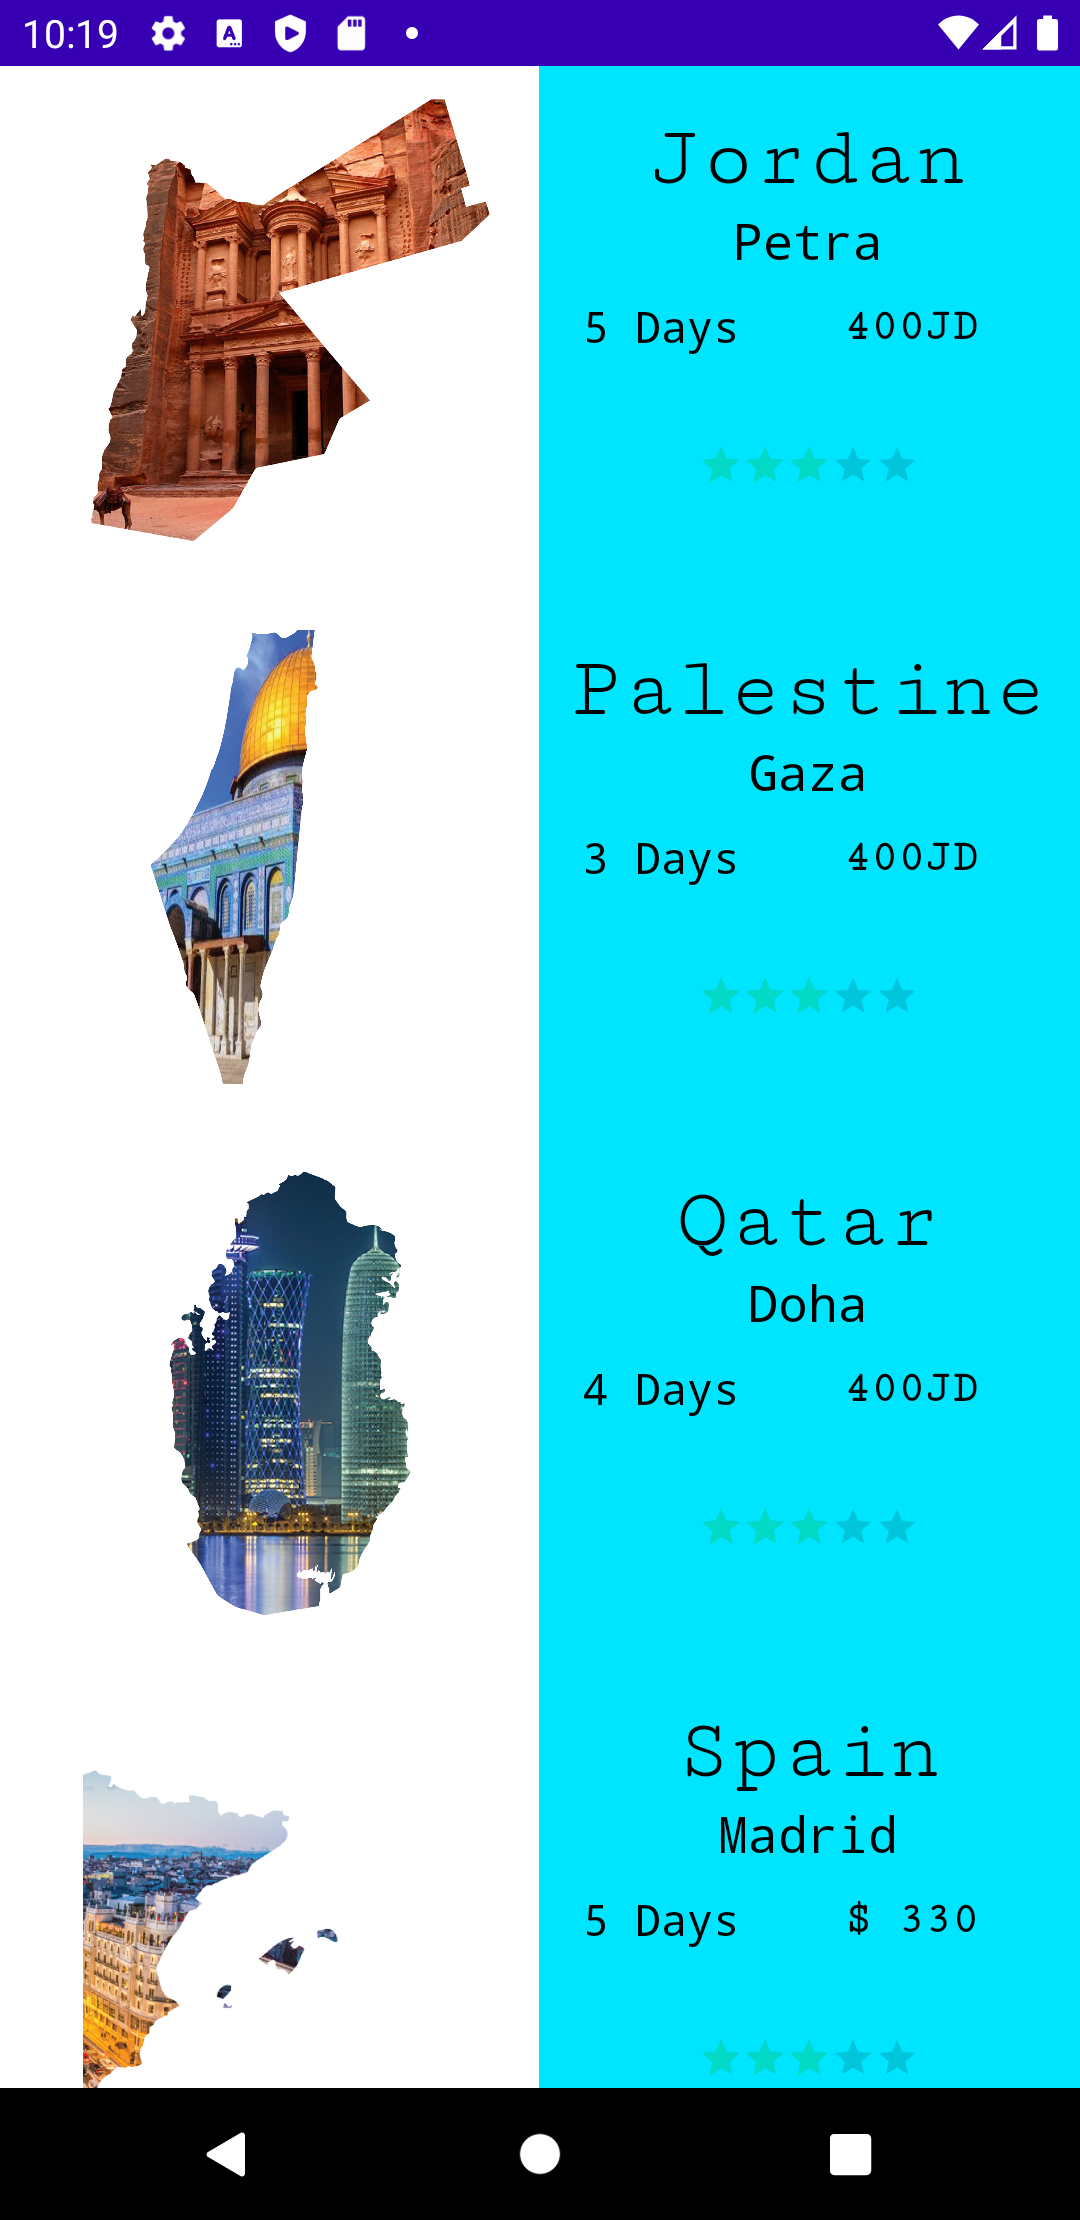 10:19
Jordan
Petra
5 Days 400JD
Palestine
Gaza
3 Days 400JD
Qatar
Doha
4 Days 400JD
Spain
Madrid
5 Days $ 330